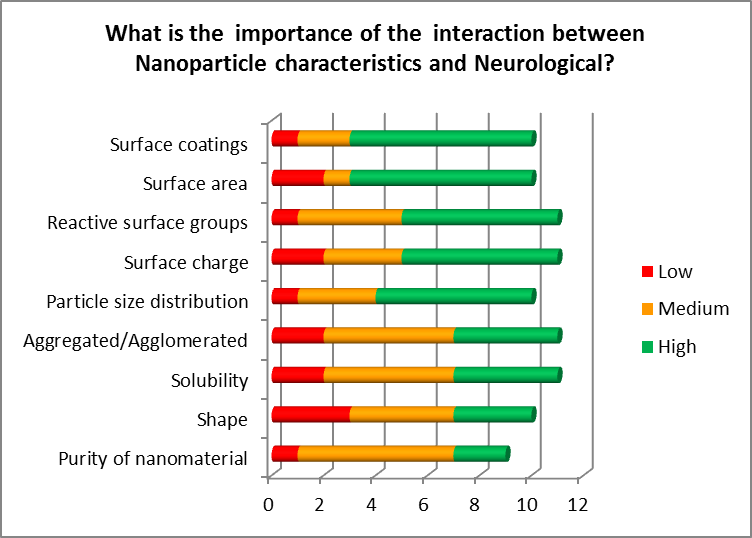 What is the importance of the interaction between
Nanoparticle characteristics and Neurological?
Surface coatings
Surface area
Reactive surface groups
Surface charge
Particle size distribution
Aggregated/Agglomerated
Solubility
Shape
Purity of nanomaterial
Low
Medium
High
0 2 4 6 8 10 12